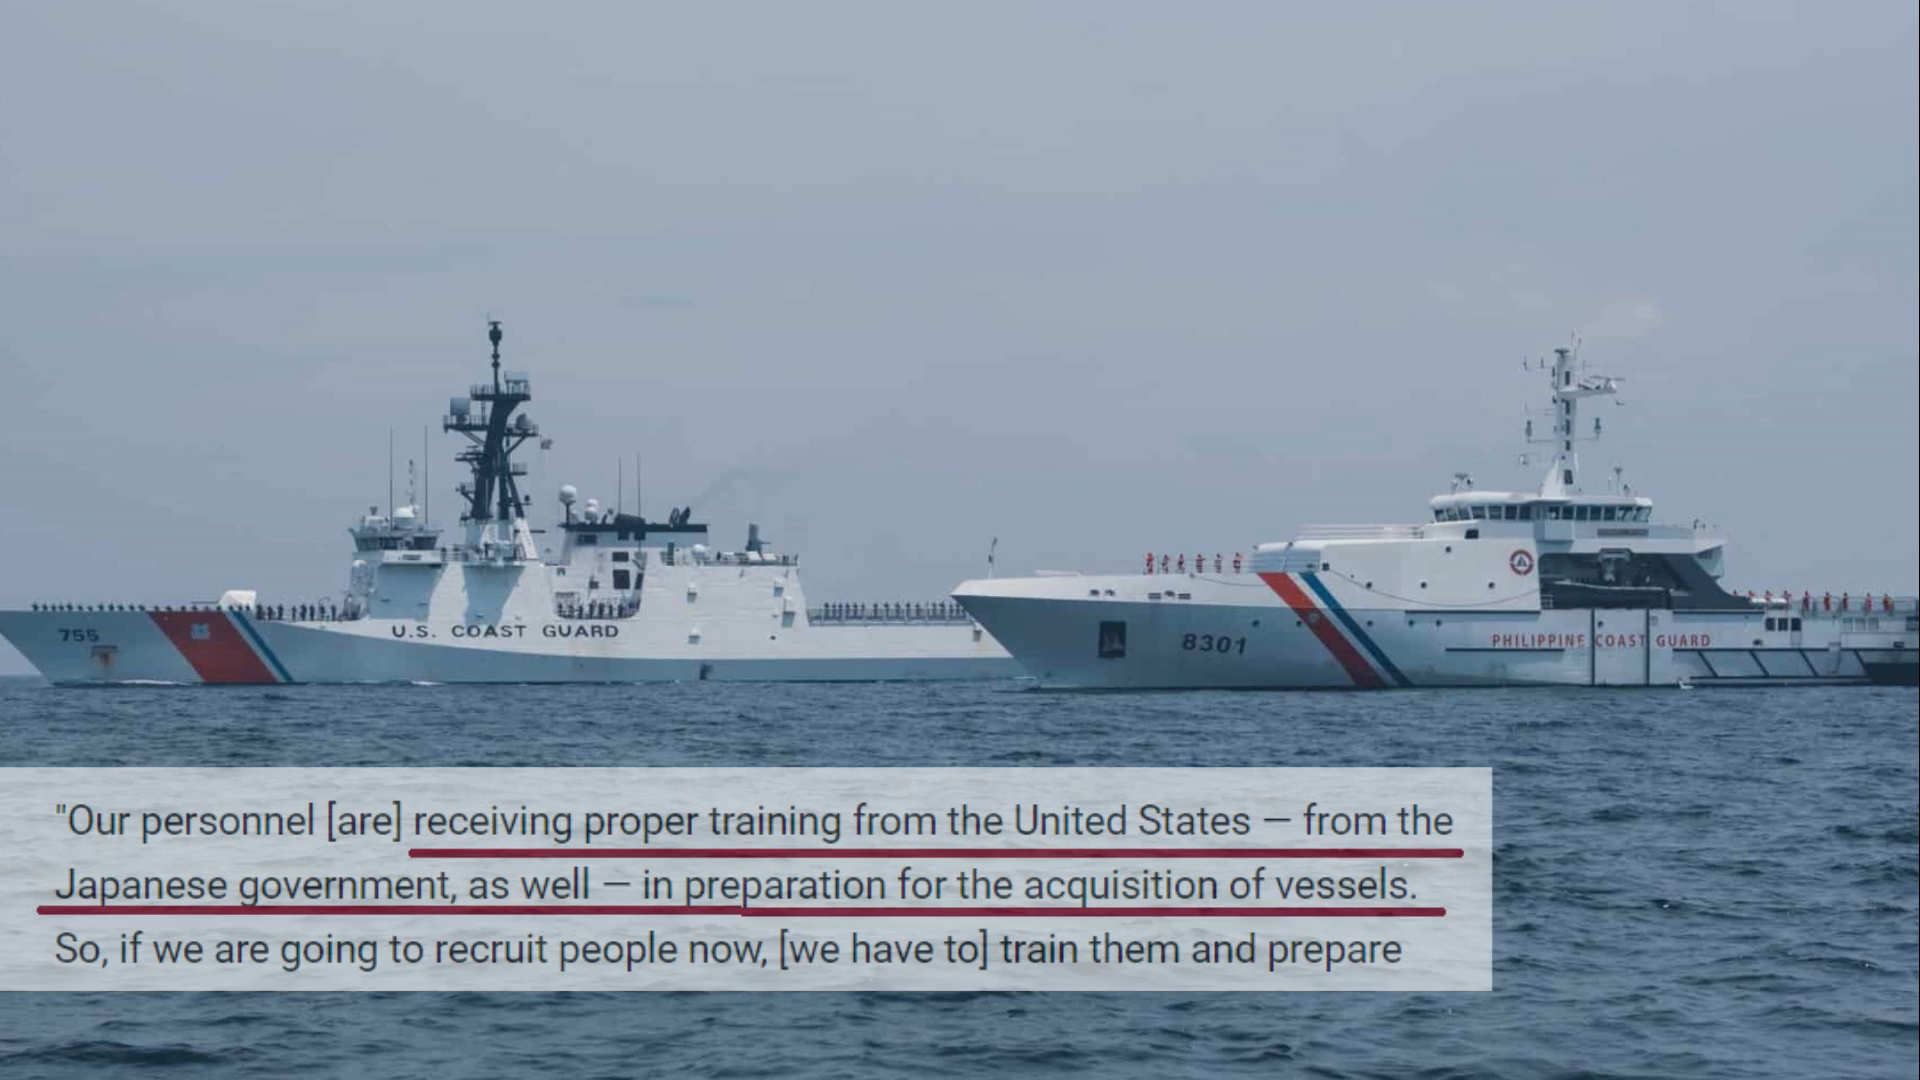 755
U.S. COAST GUARD
8301
PHILIPPINE COAST GUARD
"Our personnel [are] receiving proper training from the United States — from the
Japanese government, as well — in preparation for the acquisition of vessels.
So, if we are going to recruit people now, [we have to] train them and prepare